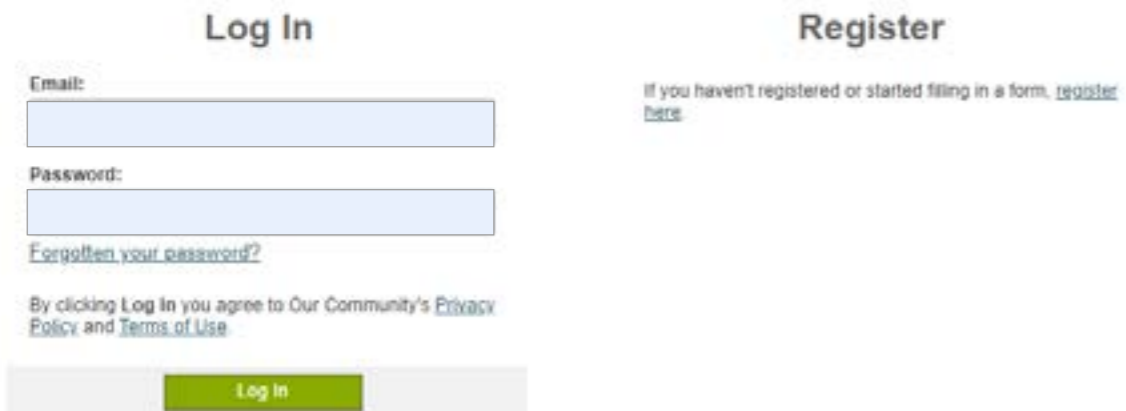 Log In
Email:
Password:
Forgotten your password?
By clicking Log In you agree to Our Community's Privacy
Policy and Terms of Use
Log In
Register
If you haven't registered or started filling in a form, register
here.